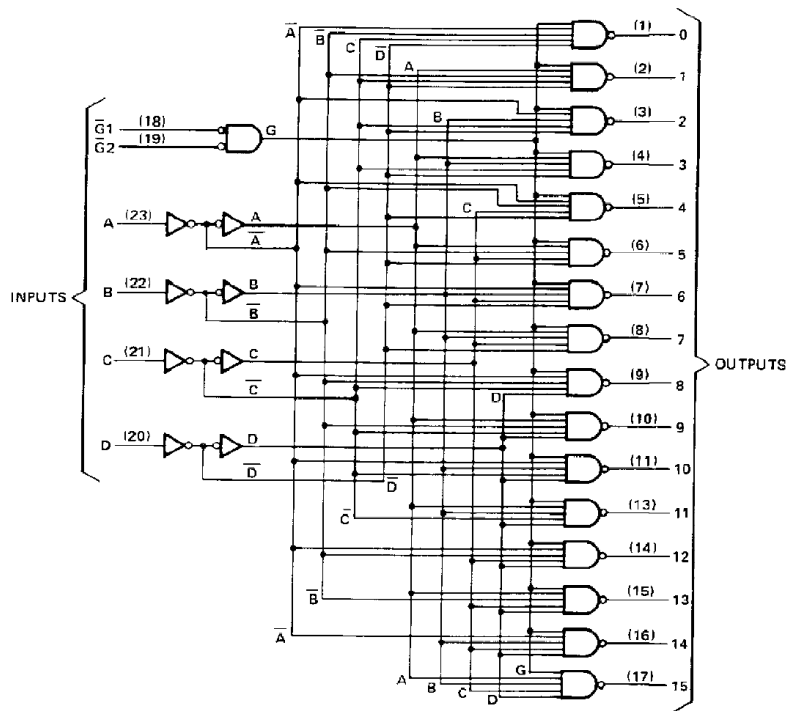 A̅ B̅ C D̅ (1) 0
A (2) 1
G̅1 (18) B (3) 2
G̅2 (19) G (4) 3
C (5) 4
A (23) A (6) 5
A̅
INPUTS B (22) B (7) 6
B̅ (8) 7
C (21) C (9) 8 OUTPUTS
C̅ D
(10) 9
D (20) D (11) 10
D̅ D̅
C̅ (13) 11
(14) 12
B̅ (15) 13
A̅ (16) 14
G
A B C D (17) 15